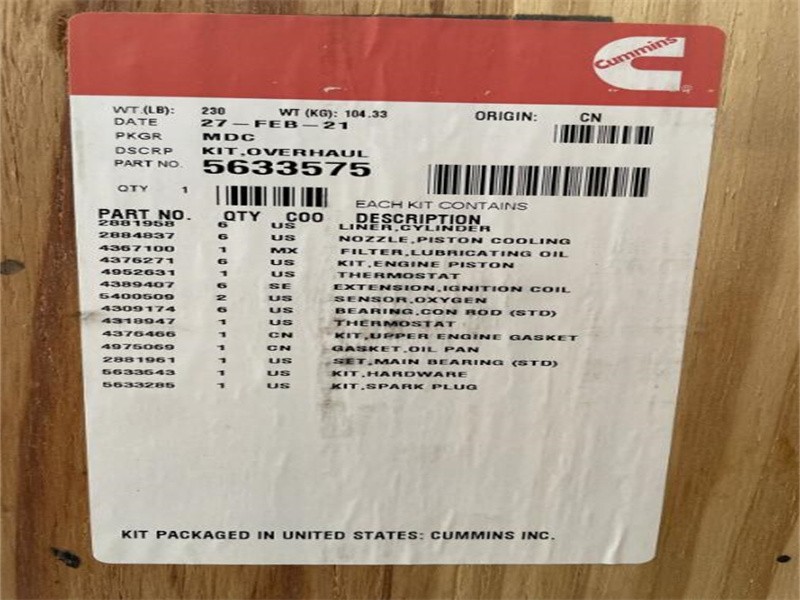 Cummins
WT.(LB): 230 WT (KG): 104.33 ORIGIN: CN
DATE 27-FEB-21
PKGR MDC
DSCRP KIT,OVERHAUL
PART NO. 5633575
QTY 1
EACH KIT CONTAINS
PART NO. QTY COO DESCRIPTION
2881958 6 US LINER,CYLINDER
2884837 6 US NOZZLE,PISTON COOLING
4367100 1 MX FILTER,LUBRICATING OIL
4376271 6 US KIT,ENGINE PISTON
4952631 1 US THERMOSTAT
4389407 6 SE EXTENSION,IGNITION COIL
5400509 2 US SENSOR,OXYGEN
4309174 6 US BEARING,CON ROD (STD)
4318947 1 US THERMOSTAT
4376466 1 CN KIT,UPPER ENGINE GASKET
4975069 1 CN GASKET,OIL PAN
2881961 1 US SET,MAIN BEARING (STD)
5633543 1 US KIT,HARDWARE
5633285 1 US KIT,SPARK PLUG
KIT PACKAGED IN UNITED STATES: CUMMINS INC.